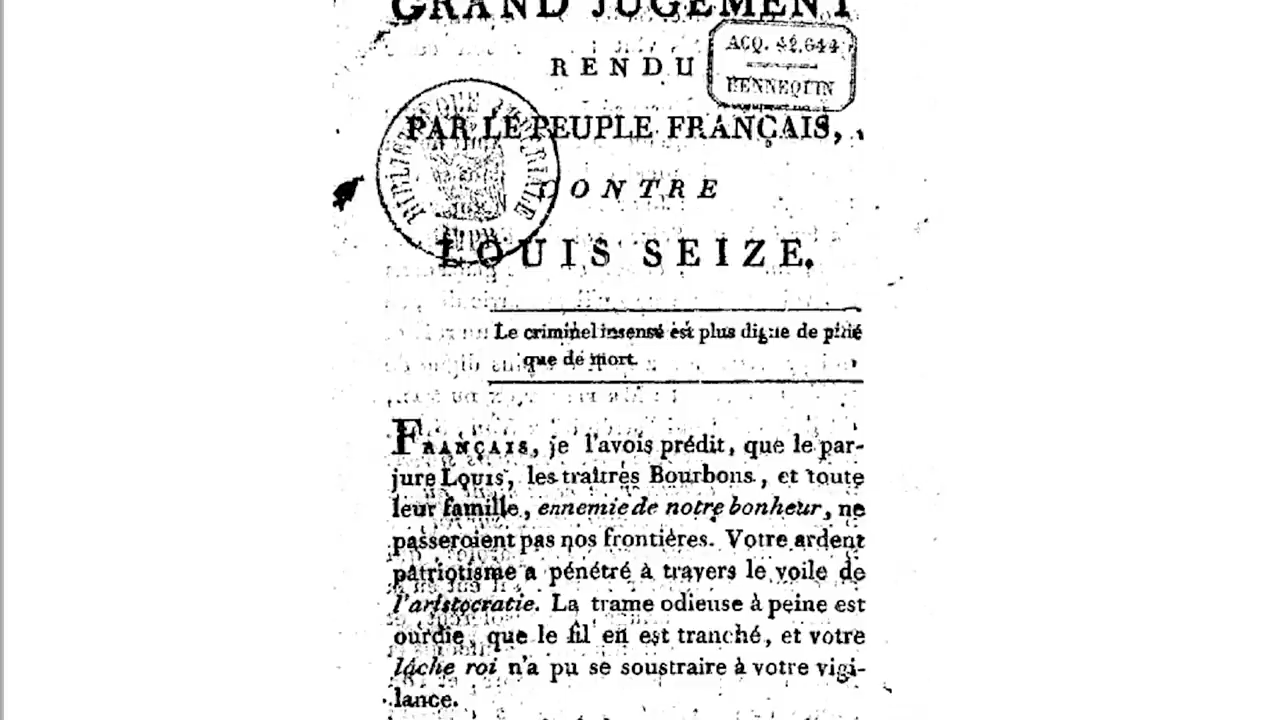 GRAND JUGEMENT
RENDU
ACQ. 42,644
HENNEQUIN
PAR LE PEUPLE FRANÇAIS,
CONTRE
LOUIS SEIZE.
Le criminel insensé est plus digne de pitié
que de mort.
FRANÇAIS, je l'avois prédit, que le par-
jure LOUIS, les traîtres Bourbons, et toute
leur famille, ennemie de notre bonheur, ne
passeroient pas nos frontières. Votre ardent
patriotisme a pénétré à travers le voile de
l'aristocratie. La trame odieuse à peine est
ourdie, que le fil en est tranché, et votre
lâche roi n'a pu se soustraire à votre vigi-
lance.